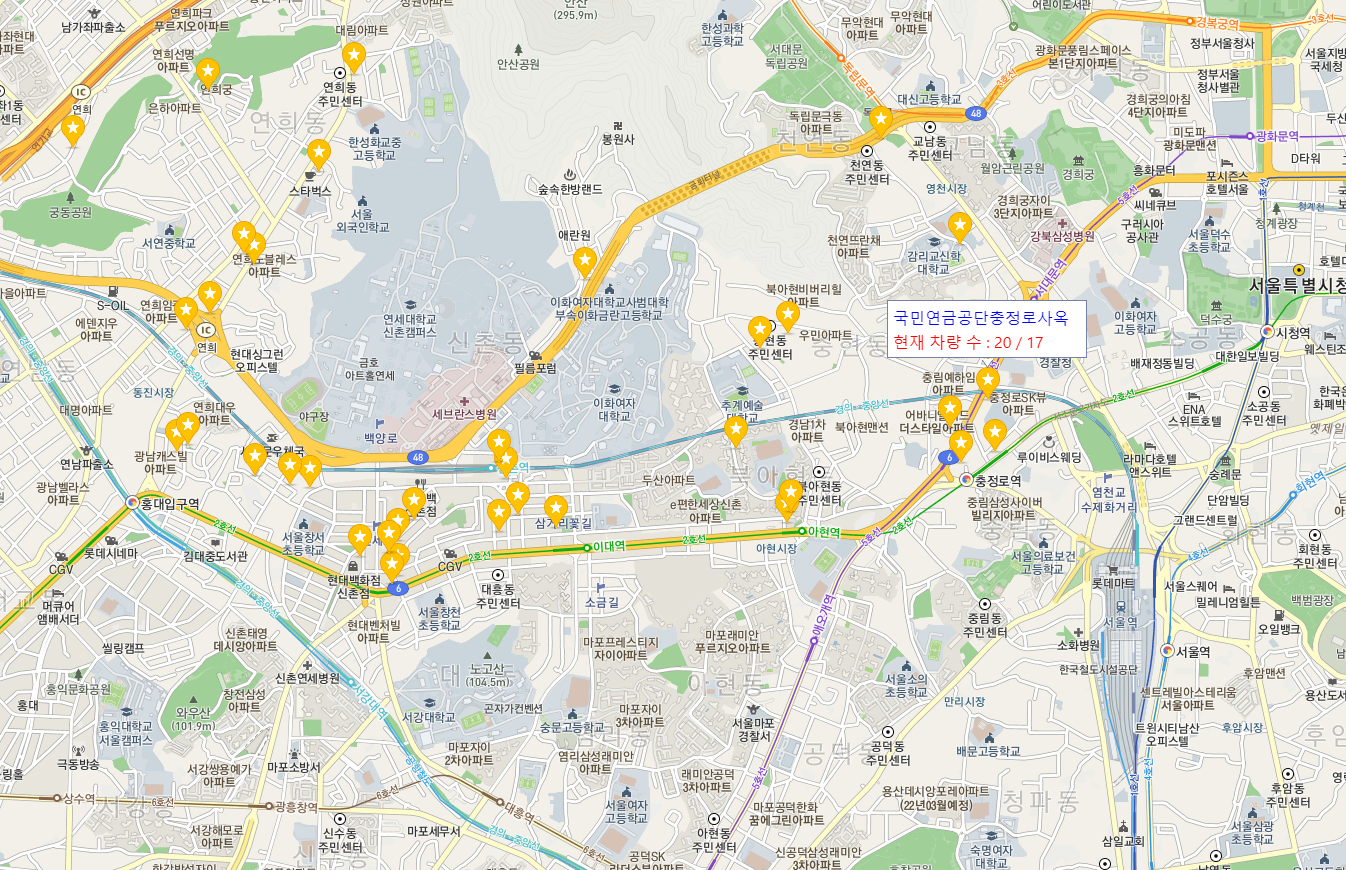 남가좌파출소
연희파크
푸르지오아파트
대림아파트
안산
(295.9m)
한성과학
고등학교
무악현대
아파트
무악현대
아파트
어린이도서관
경복궁역
3호선
정부서울청사
연희선명
아파트
안산공원
서대문
독립공원
독립문역
광화문풍림스페이스
본1단지아파트
서울지방
국세청
정부서울
청사별관
연희궁
IC
연희
은하아파트
연희동
주민센터
연희동
한성화교중
고등학교
봉원사
독립문극동
아파트
대신고등학교
3호선
48
경희궁의아침
4단지아파트
미도파
광화문맨션
광화문역
교남동
주민센터
천연동
주민센터
금화터널
스타벅스
숲속한방랜드
영천시장
월암근린공원
경희궁
흥화문터
D타워
포시즌스
호텔서울
5호선
씨네큐브
궁동공원
서울
외국인학교
경희궁자이
3단지아파트
구러시아
공사관
청계광장
청계천
서연중학교
애란원
천연뜨란채
아파트
강북삼성병원
감리교신학
대학교
서울덕수
초등학교
연희노블레스
아파트
서대문역
S-OIL
에덴지우
아파트
연세대학교
신촌캠퍼스
신촌동
이화여자대학교사범대학
부속이화금란고등학교
북아현비버리힐
아파트
우민아파트
주민센터
국민연금공단충정로사옥
현재 차량 수 : 20 / 17
이화여자
고등학교
덕수궁
서울특별시청
시청역
1호선
IC
연희
현대싱그런
오피스텔
금호
아트홀연세
필름포럼
경찰청
배재정동빌딩
대한일보빌딩
동진시장
이화여자
대학교
추계예술
대학교
경의·중앙선
충림예하임
아파트
충정로SK뷰
아파트
ENA
스위트호텔
소공동
주민센터
대명아파트
연희대우
아파트
야구장
세브란스병원
백양로
경남1차
아파트
북아현맨션
더스타일아파트
루이비스웨딩
라마다호텔
앤스위트
숭례문
연남파출소
광남캐스빌
아파트
48
6
두산아파트
북아현동
주민센터
충정로역
염천교
수제화거리
단암빌딩
회현역
광남벨라스
아파트
홍대입구역
e편한세상신촌
아파트
중림삼성사이버
빌리지아파트
그랜드센트럴
2호선
서울창서
초등학교
이대역
2호선
아현역
2호선
5호선
아현시장
서울의료보건
고등학교
4호선
회현동
주민센터
롯데시네마
김대중도서관
CGV
현대백화점
신촌점
CGV
2호선
6
대흥동
주민센터
소금길
애오개역
롯데마트
서울스퀘어
밀레니엄힐튼
백범광장
머큐어
앰배서더
서울창천
초등학교
중림동
주민센터
서울역
오일뱅크
씰링캠프
신촌태영
데시앙아파트
현대벤처빌
아파트
마포프레스티지
자이아파트
마포래미안
푸르지오아파트
소화병원
서울역
한국철도시설공단
후암맨션
홍익문화공원
신촌연세병원
노고산
(104.5m)
아현동
서울소의
초등학교
만리시장
센트레빌아스테리움
서울아파트
용산도서관
홍대
와우산
(101.9m)
창전삼성
아파트
서강대역
서강대학교
곤자가컨벤션
숭문고등학교
마포자이
3차아파트
서울마포
경찰서
트윈시티남산
오피스텔
후암시장
홍익대학교
서울캠퍼스
극동방송
서강쌍용예가
아파트
마포소방서
마포자이
2차아파트
염리삼성래미안
아파트
공덕동
공덕동
주민센터
배문고등학교
래미안공덕
3차아파트
용산데시앙포레아파트
(22년03월예정)
청파동
후암동
주민센터
상수역
6호선
광흥창역
6호선
대흥역
서울여자
고등학교
마포공덕한화
꿈에그린아파트
5호선
서강동
서강해모로
아파트
신수동
주민센터
마포세무서
경의·중앙선
6호선
아현동
주민센터
삼일교회
서울삼광
초등학교
공덕SK
신공덕삼성래미안
3차아파트
숙명여자
대학교